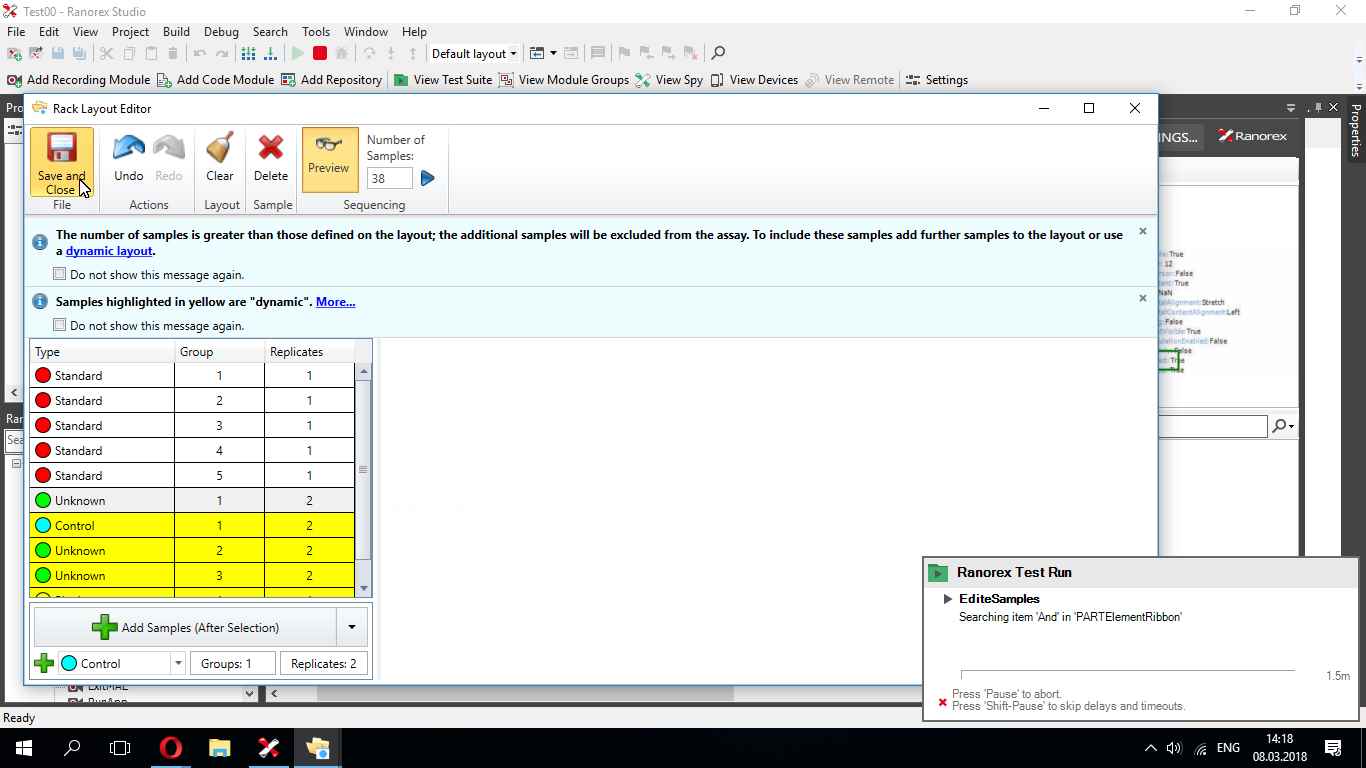 Test00 - Ranorex Studio
File Edit View Project Build Debug Search Tools Window Help
Default layout
Add Recording Module Add Code Module Add Repository View Test Suite View Module Groups View Spy View Devices View Remote Settings
Rack Layout Editor
Properties
NGS...
Ranorex
Save and
Close
Undo
Redo
Clear
Delete
Preview
Number of
Samples:
38
File
Actions
Layout
Sample
Sequencing
The number of samples is greater than those defined on the layout; the additional samples will be excluded from the assay. To include these samples add further samples to the layout or use
a dynamic layout.
Do not show this message again.
Samples highlighted in yellow are "dynamic". More...
Do not show this message again.
Type Group Replicates
Standard 1 1
Standard 2 1
Standard 3 1
Standard 4 1
Standard 5 1
Unknown 1 2
Control 1 2
Unknown 2 2
Unknown 3 2
Add Samples (After Selection)
Control Groups: 1 Replicates: 2
Ranorex Test Run
EditeSamples
Searching item 'And' in 'PARTElementRibbon'
1.5m
Press 'Pause' to abort.
Press 'Shift-Pause' to skip delays and timeouts.
Ready
ENG
14:18
08.03.2018